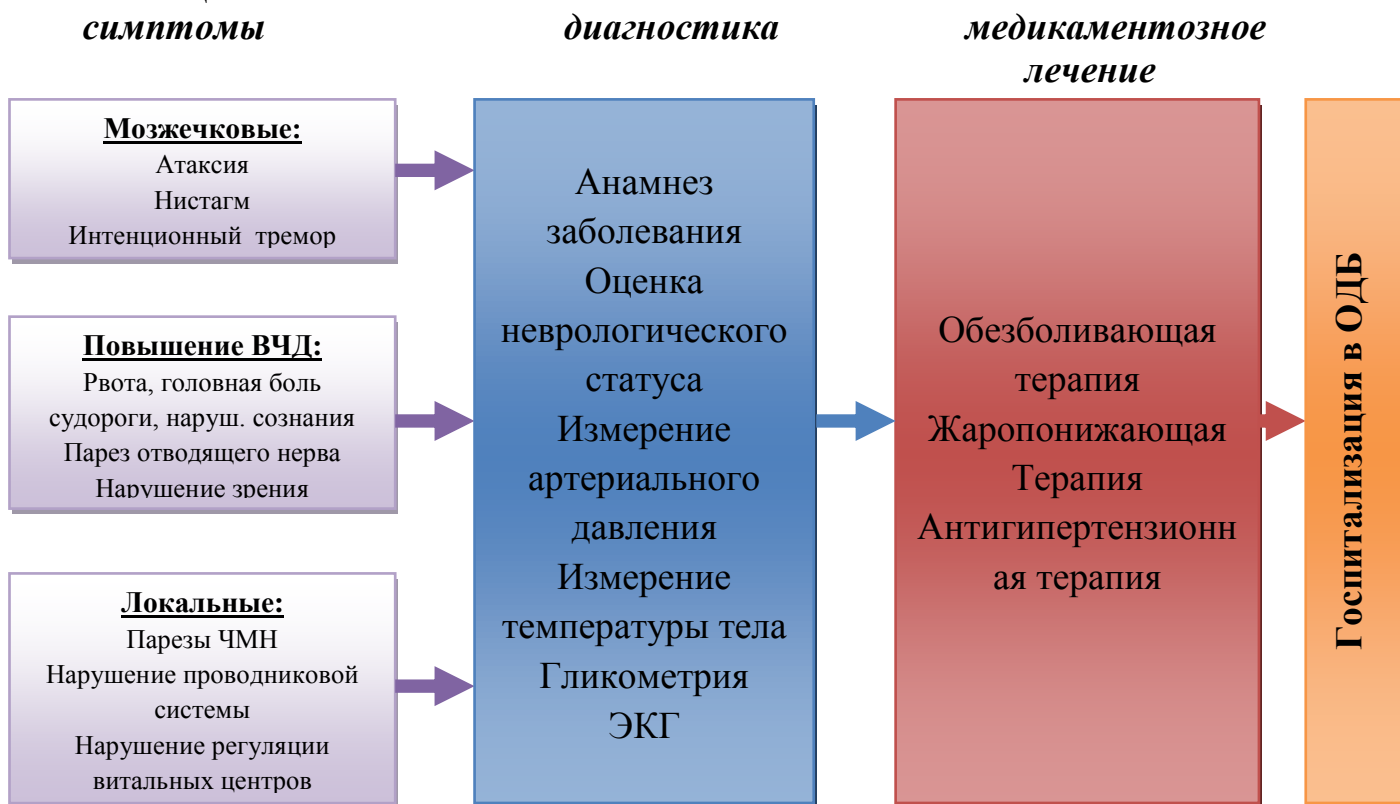 симптомы
диагностика
медикаментозное
лечение
Мозжечковые:
Атаксия
Нистагм
Интенционный тремор
Повышение ВЧД:
Рвота, головная боль
судороги, наруш. сознания
Парез отводящего нерва
Нарушение зрения
Локальные:
Парезы ЧМН
Нарушение проводниковой
системы
Нарушение регуляции
витальных центров
Анамнез
заболевания
Оценка
неврологического
статуса
Измерение
артериального
давления
Измерение
температуры тела
Гликометрия
ЭКГ
Обезболивающая
терапия
Жаропонижающая
Терапия
Антигипертензионн
ая терапия
Госпитализация в ОДБ